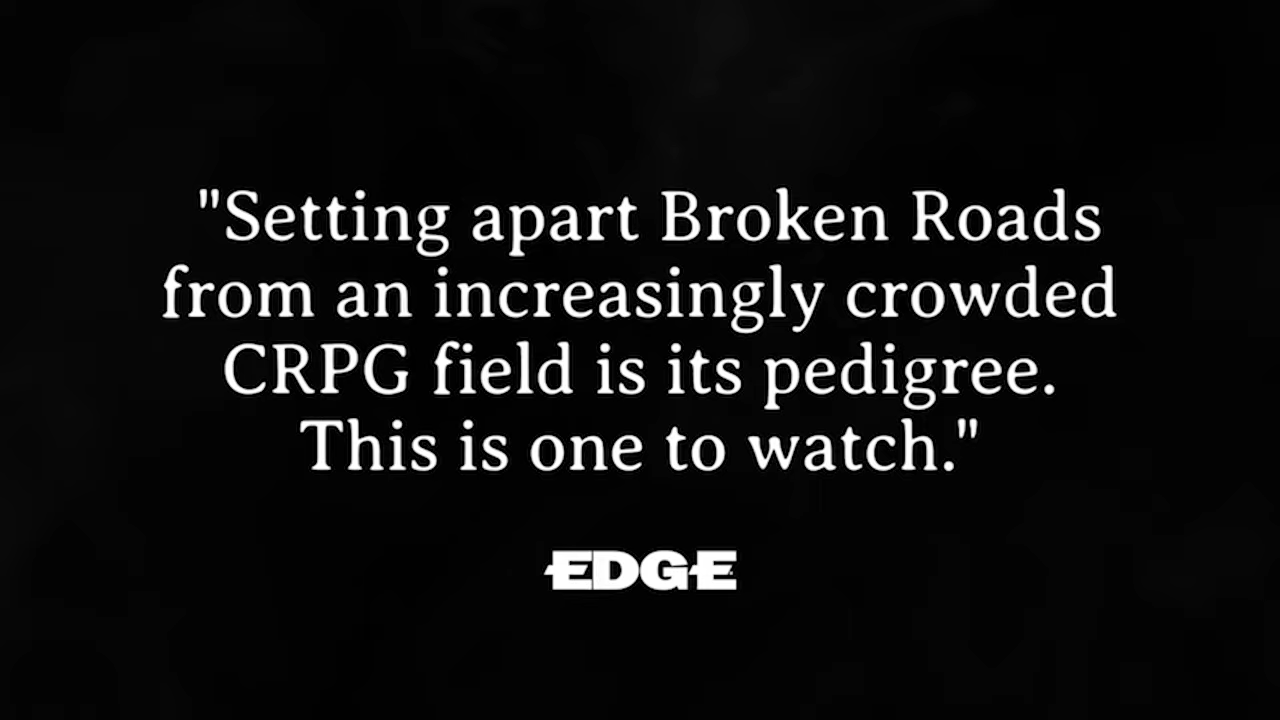 "Setting apart Broken Roads
from an increasingly crowded
CRPG field is its pedigree.
This is one to watch."
EDGE